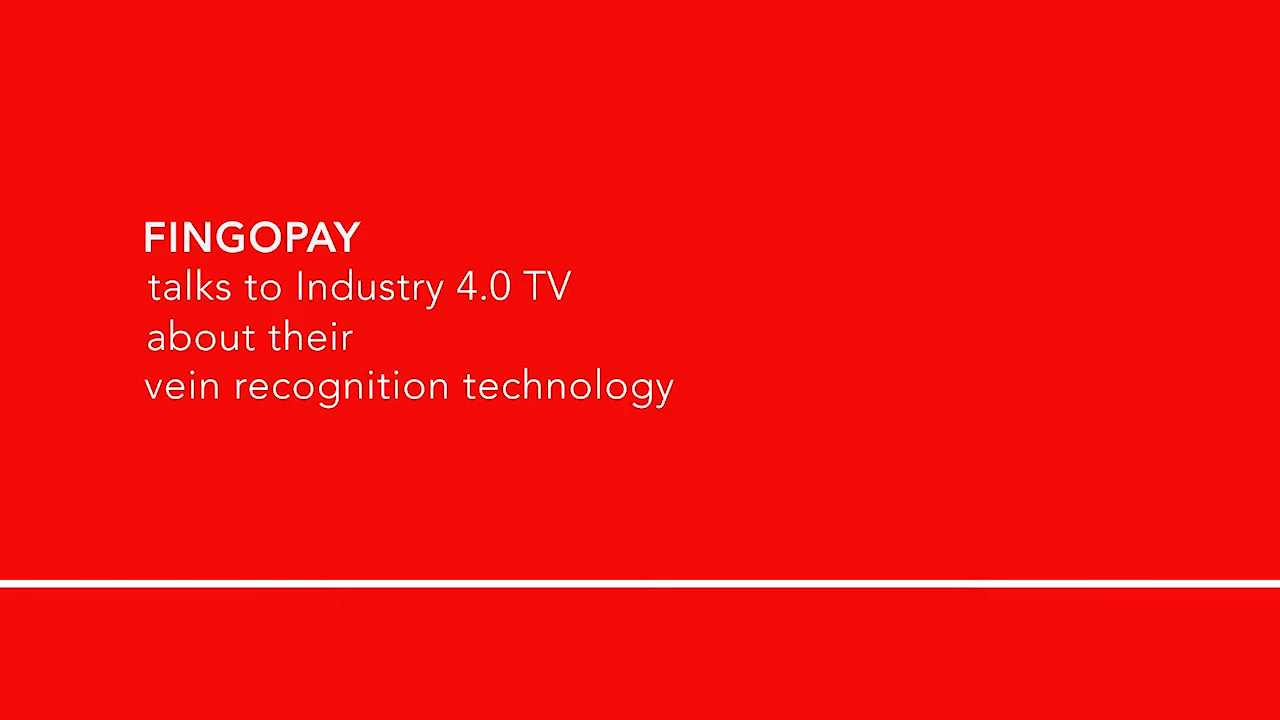 FINGOPAY
talks to Industry 4.0 TV
about their
vein recognition technology